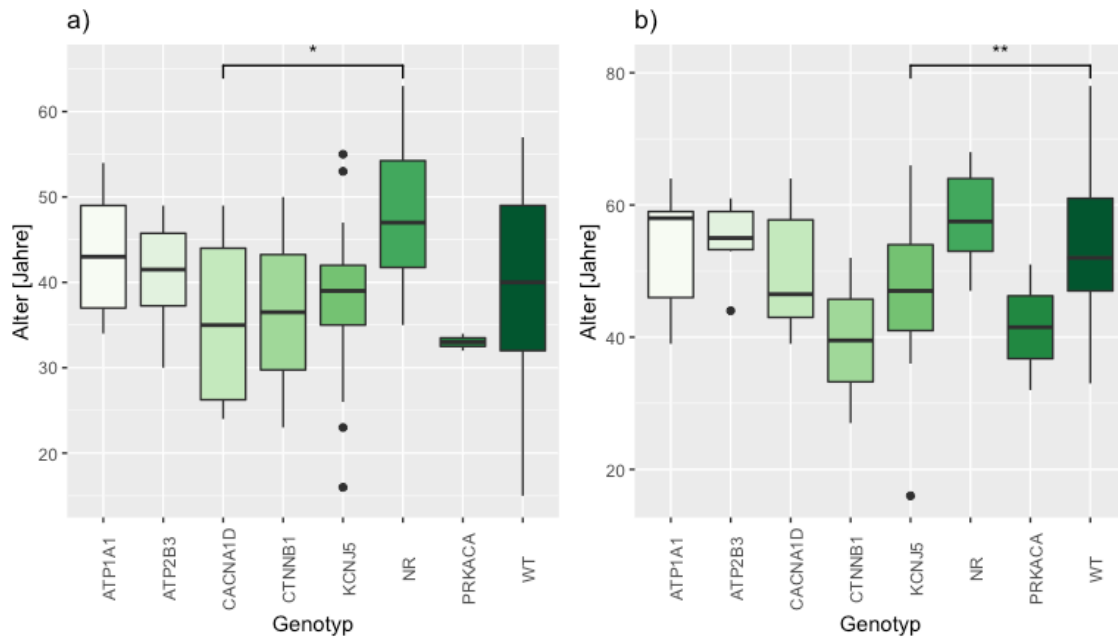 a)
*
Alter [Jahre]
60
50
40
30
20
ATP1A1
ATP2B3
CACNA1D
CTNNB1
KCNJ5
NR
PRKACA
WT
Genotyp
b)
**
Alter [Jahre]
80
60
40
20
ATP1A1
ATP2B3
CACNA1D
CTNNB1
KCNJ5
NR
PRKACA
WT
Genotyp